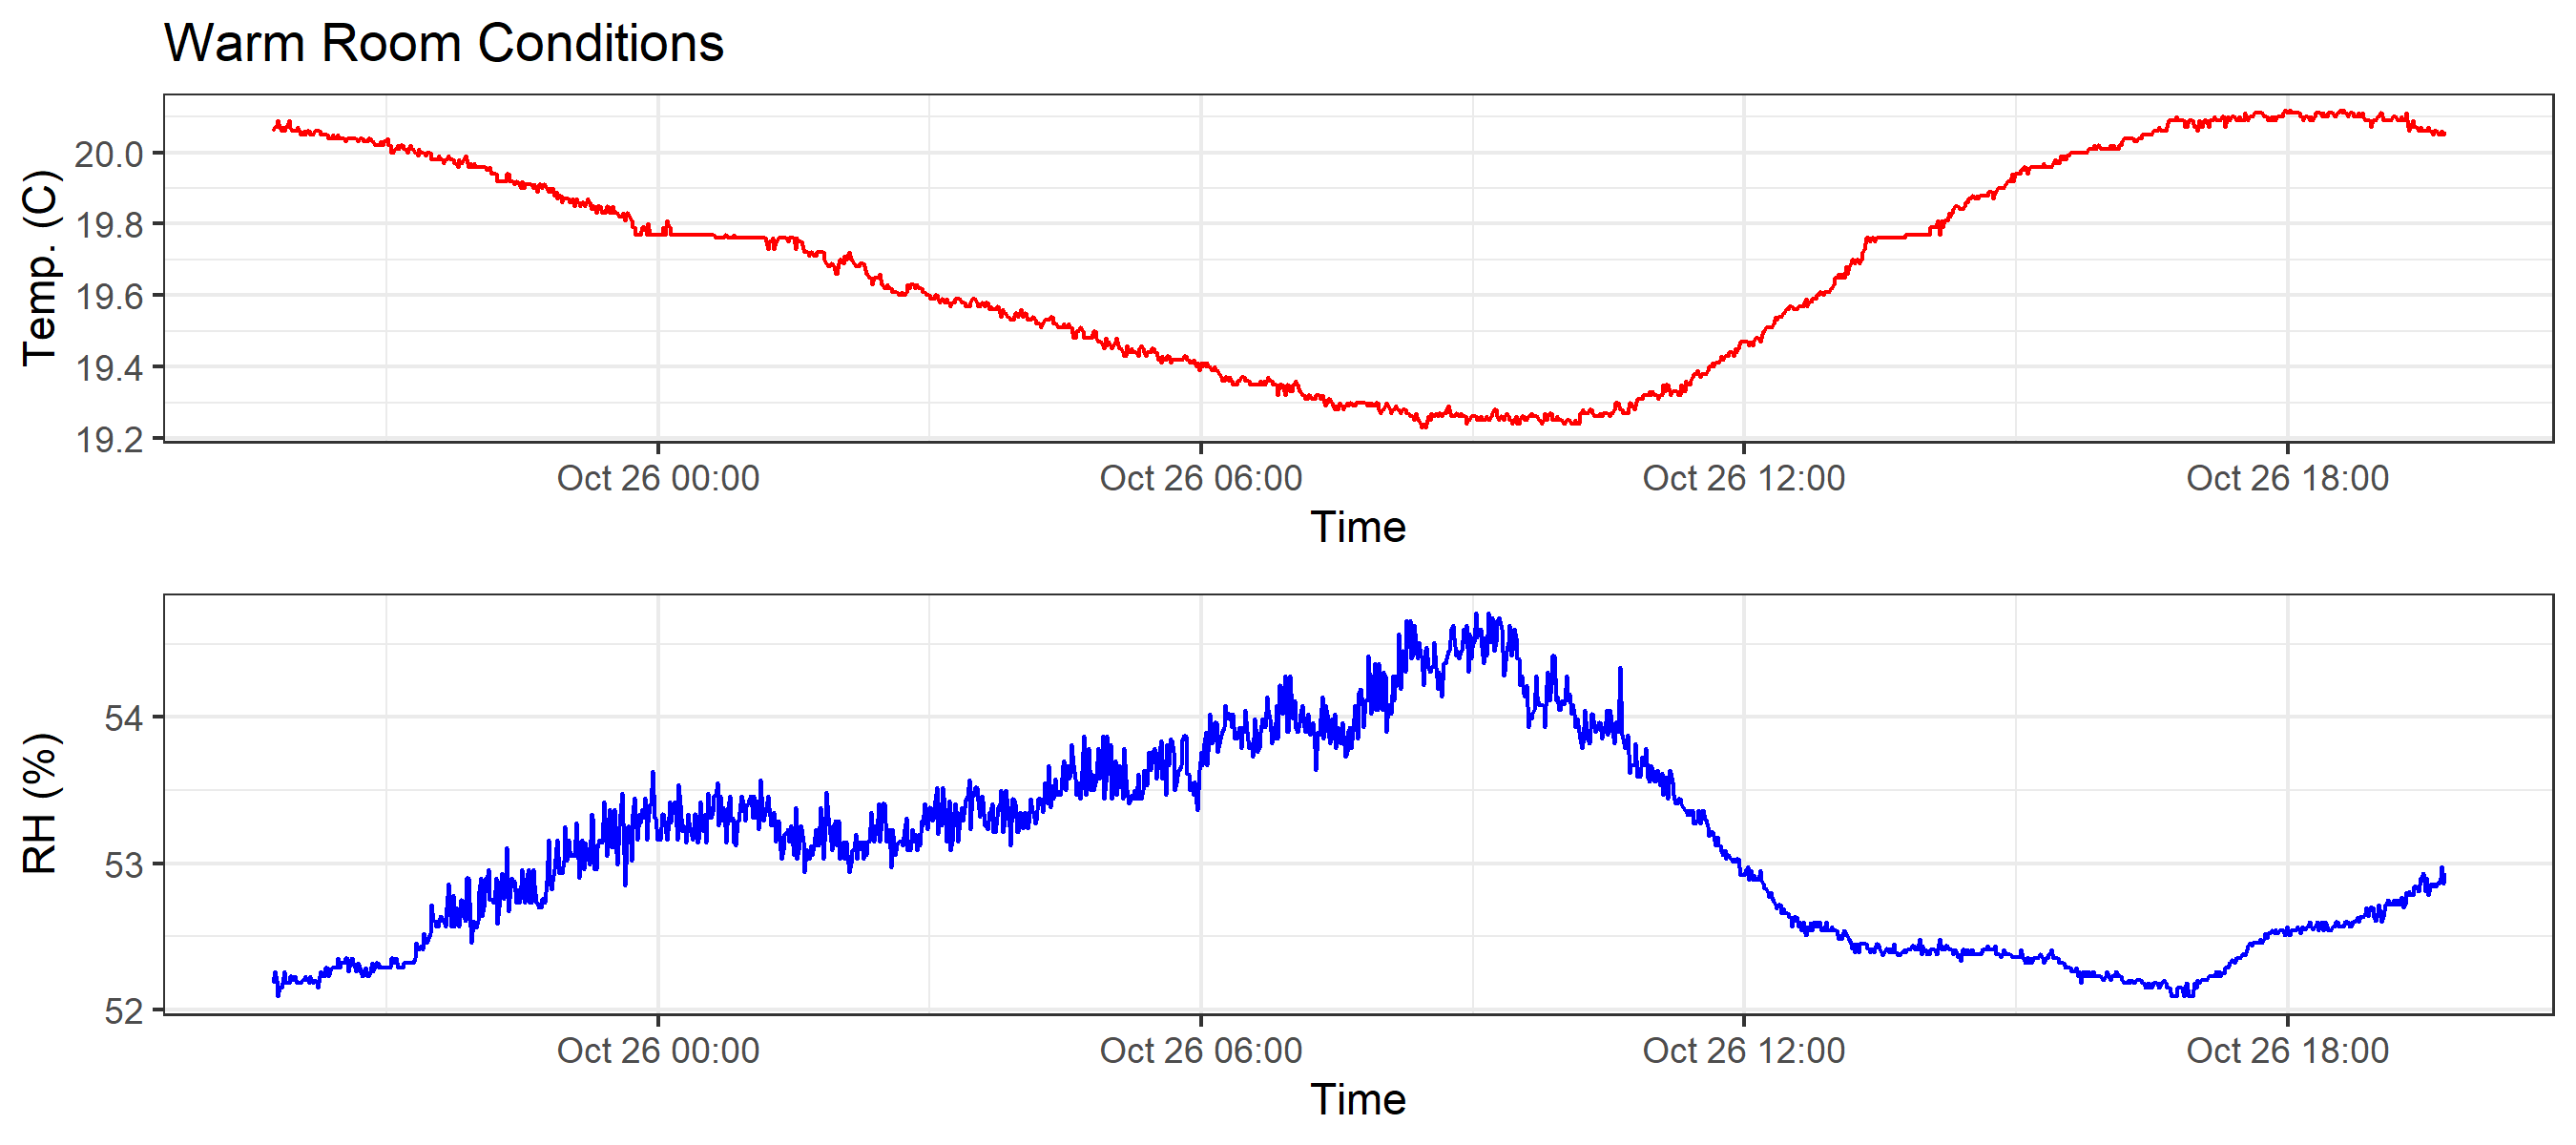 Warm Room Conditions
Temp. (C)
20.0
19.8
19.6
19.4
19.2
Oct 26 00:00 Oct 26 06:00 Oct 26 12:00 Oct 26 18:00
Time
RH (%)
54
53
52
Oct 26 00:00 Oct 26 06:00 Oct 26 12:00 Oct 26 18:00
Time